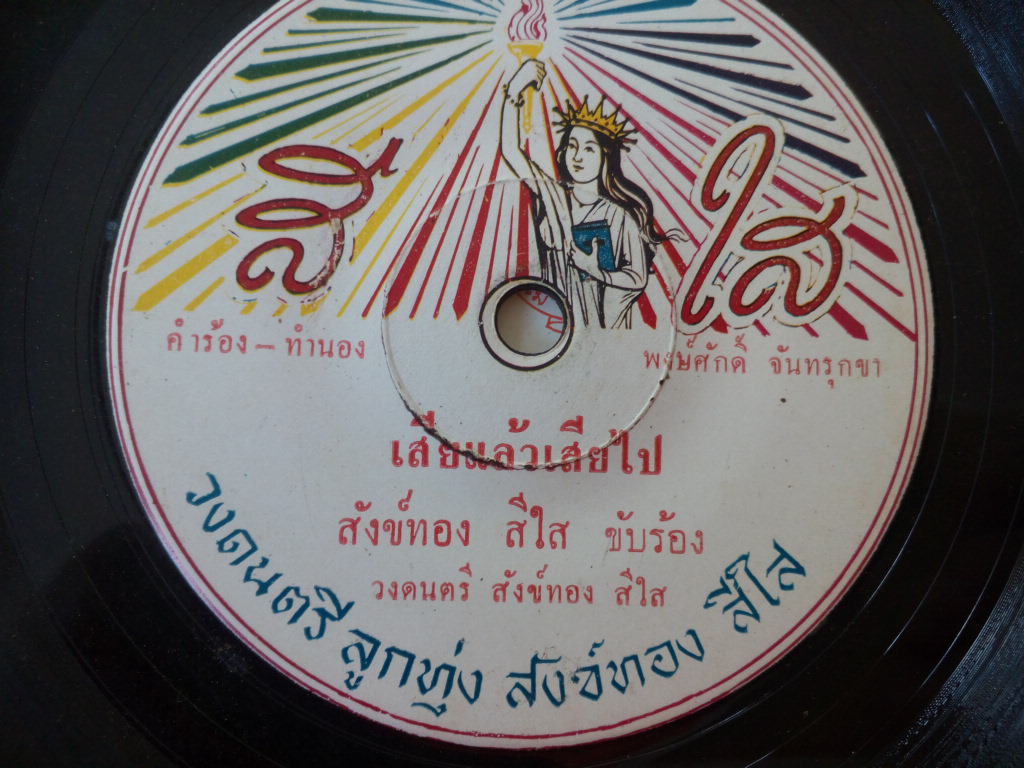 สีใส
คำร้อง – ทำนอง พงษ์ศักดิ์ จันทรุกขา
เสียแล้วเสียไป
สังข์ทอง สีใส ขับร้อง
วงดนตรี สังข์ทอง สีใส
วงดนตรี ลูกทุ่ง สังข์ทอง สีใส